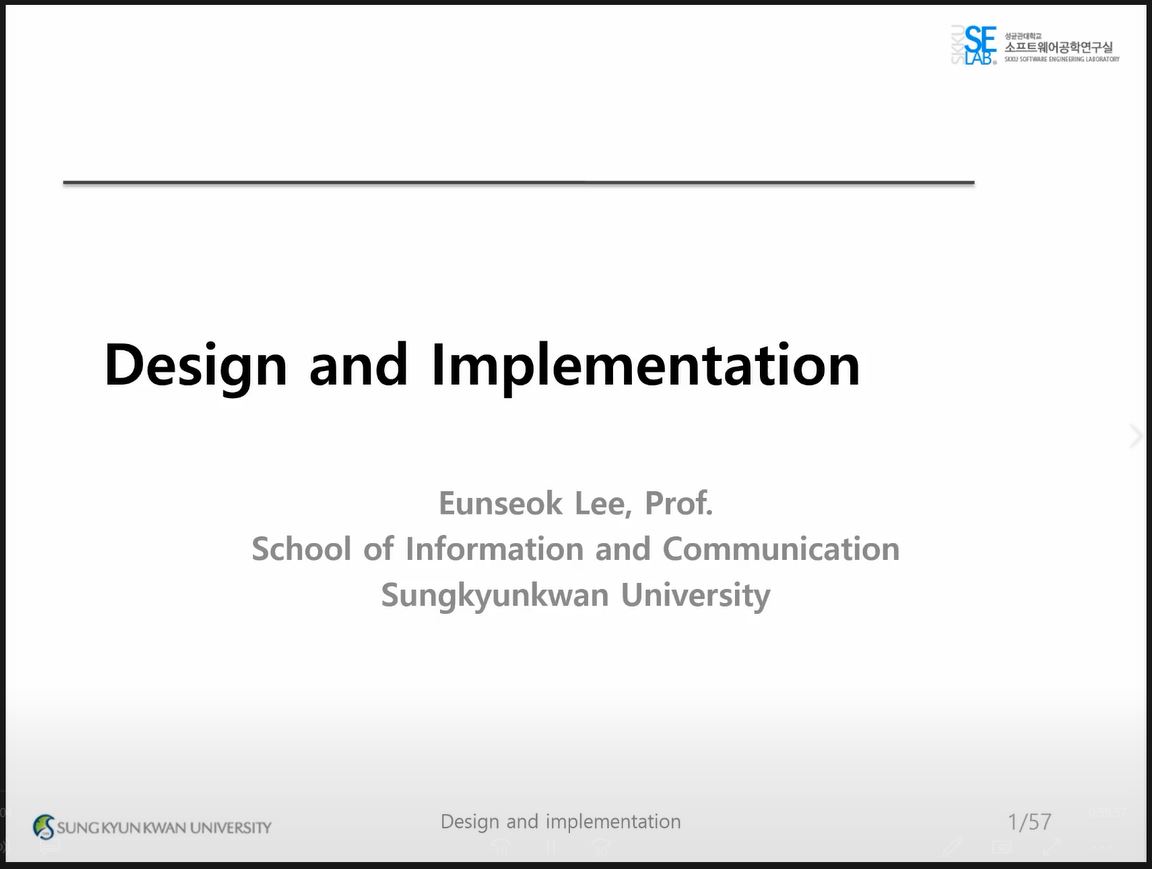 SKKU
SE
LAB.
성균관대학교
소프트웨어공학연구실
SKKU SOFTWARE ENGINEERING LABORATORY
Design and Implementation
Eunseok Lee, Prof.
School of Information and Communication
Sungkyunkwan University
SUNG KYUN KWAN UNIVERSITY
Design and implementation
1/57